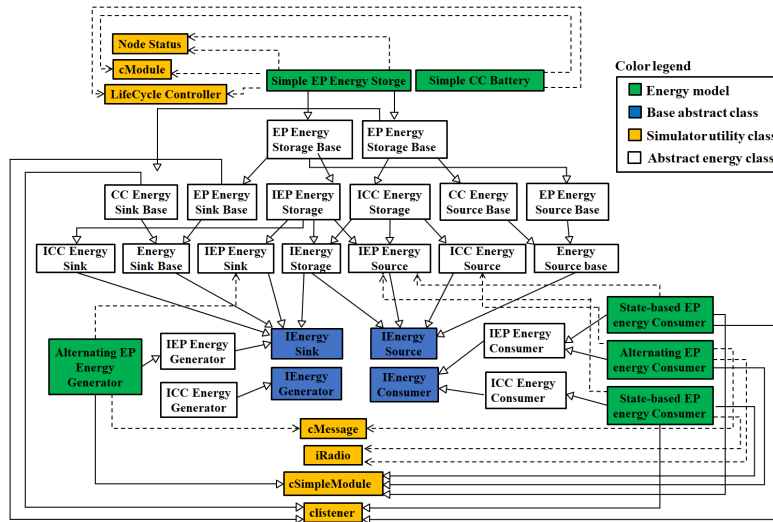 Node Status
cModule
LifeCycle Controller
Simple EP Energy Storge
Simple CC Battery
Color legend
Energy model
Base abstract class
Simulator utility class
Abstract energy class
EP Energy
Storage Base
EP Energy
Storage Base
CC Energy
Sink Base
EP Energy
Sink Base
IEP Energy
Storage
ICC Energy
Storage
CC Energy
Source Base
EP Energy
Source Base
ICC Energy
Sink
Energy
Sink Base
IEP Energy
Sink
IEnergy
Storage
IEP Energy
Source
ICC Energy
Source
Energy
Source base
Alternating EP
Energy
Generator
IEP Energy
Generator
ICC Energy
Generator
IEnergy
Sink
IEnergy
Generator
IEnergy
Source
IEnergy
Consumer
IEP Energy
Consumer
ICC Energy
Consumer
State-based EP
energy Consumer
Alternating EP
energy Consumer
State-based EP
energy Consumer
cMessage
iRadio
cSimpleModule
clistener